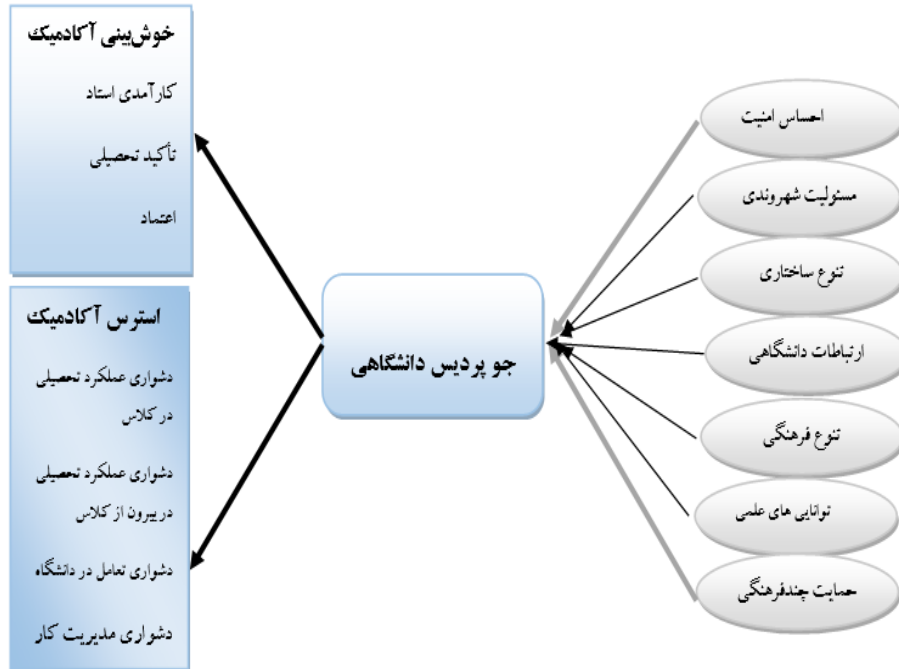 احساس امنیت
مسئولیت شهروندی
تنوع ساختاری
ارتباطات دانشگاهی
تنوع فرهنگی
توانایی های علمی
حمایت چندفرهنگی
جو پردیس دانشگاهی
خوش‌بینی آکادمیک
کارآمدی استاد
تأکید تحصیلی
اعتماد
استرس آکادمیک
دشواری عملکرد تحصیلی
در کلاس
دشواری عملکرد تحصیلی
در بیرون از کلاس
دشواری تعامل در دانشگاه
دشواری مدیریت کار